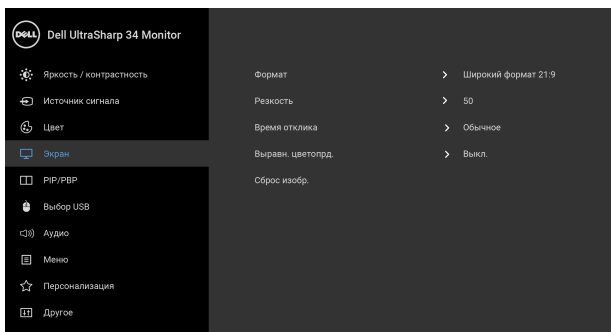 DELL Dell UltraSharp 34 Monitor
Яркость / контрастность Формат Широкий формат 21:9
Источник сигнала Резкость 50
Цвет Время отклика Обычное
Экран Выравн. цветопрд. Выкл.
PIP/PBP Сброс изобр.
Выбор USB
Аудио
Меню
Персонализация
Другое